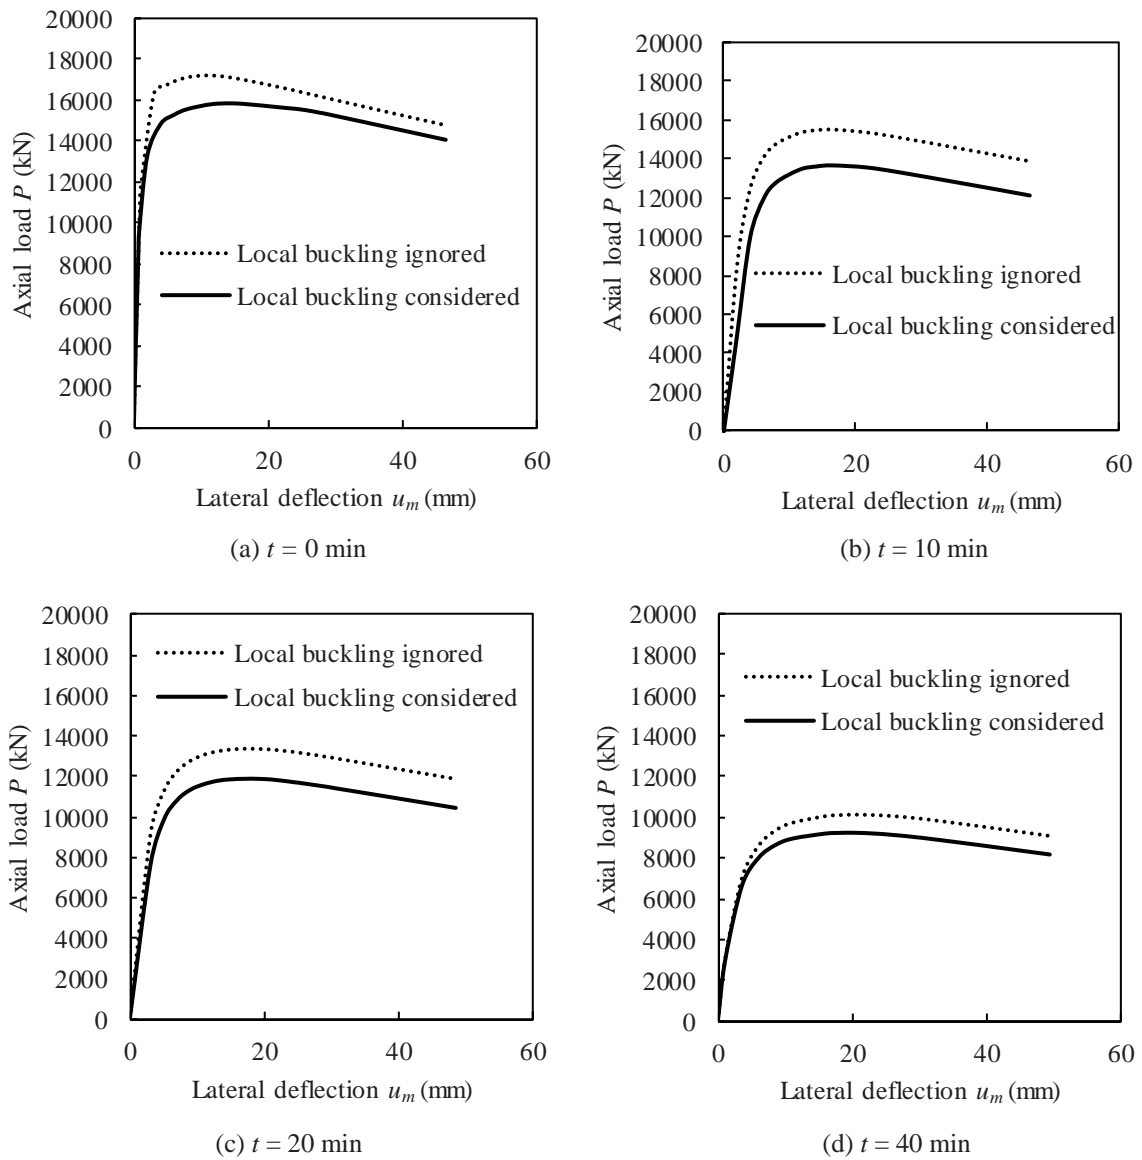 20000
18000
16000
14000
12000
10000
8000
6000
4000
2000
0
Axial load P (kN)
Local buckling ignored
Local buckling considered
0 20 40 60
Lateral deflection um (mm)
(a) t = 0 min
20000
18000
16000
14000
12000
10000
8000
6000
4000
2000
0
Axial load P (kN)
Local buckling ignored
Local buckling considered
0 20 40 60
Lateral deflection um (mm)
(b) t = 10 min
20000
18000
16000
14000
12000
10000
8000
6000
4000
2000
0
Axial load P (kN)
Local buckling ignored
Local buckling considered
0 20 40 60
Lateral deflection um (mm)
(c) t = 20 min
20000
18000
16000
14000
12000
10000
8000
6000
4000
2000
0
Axial load P (kN)
Local buckling ignored
Local buckling considered
0 20 40 60
Lateral deflection um (mm)
(d) t = 40 min